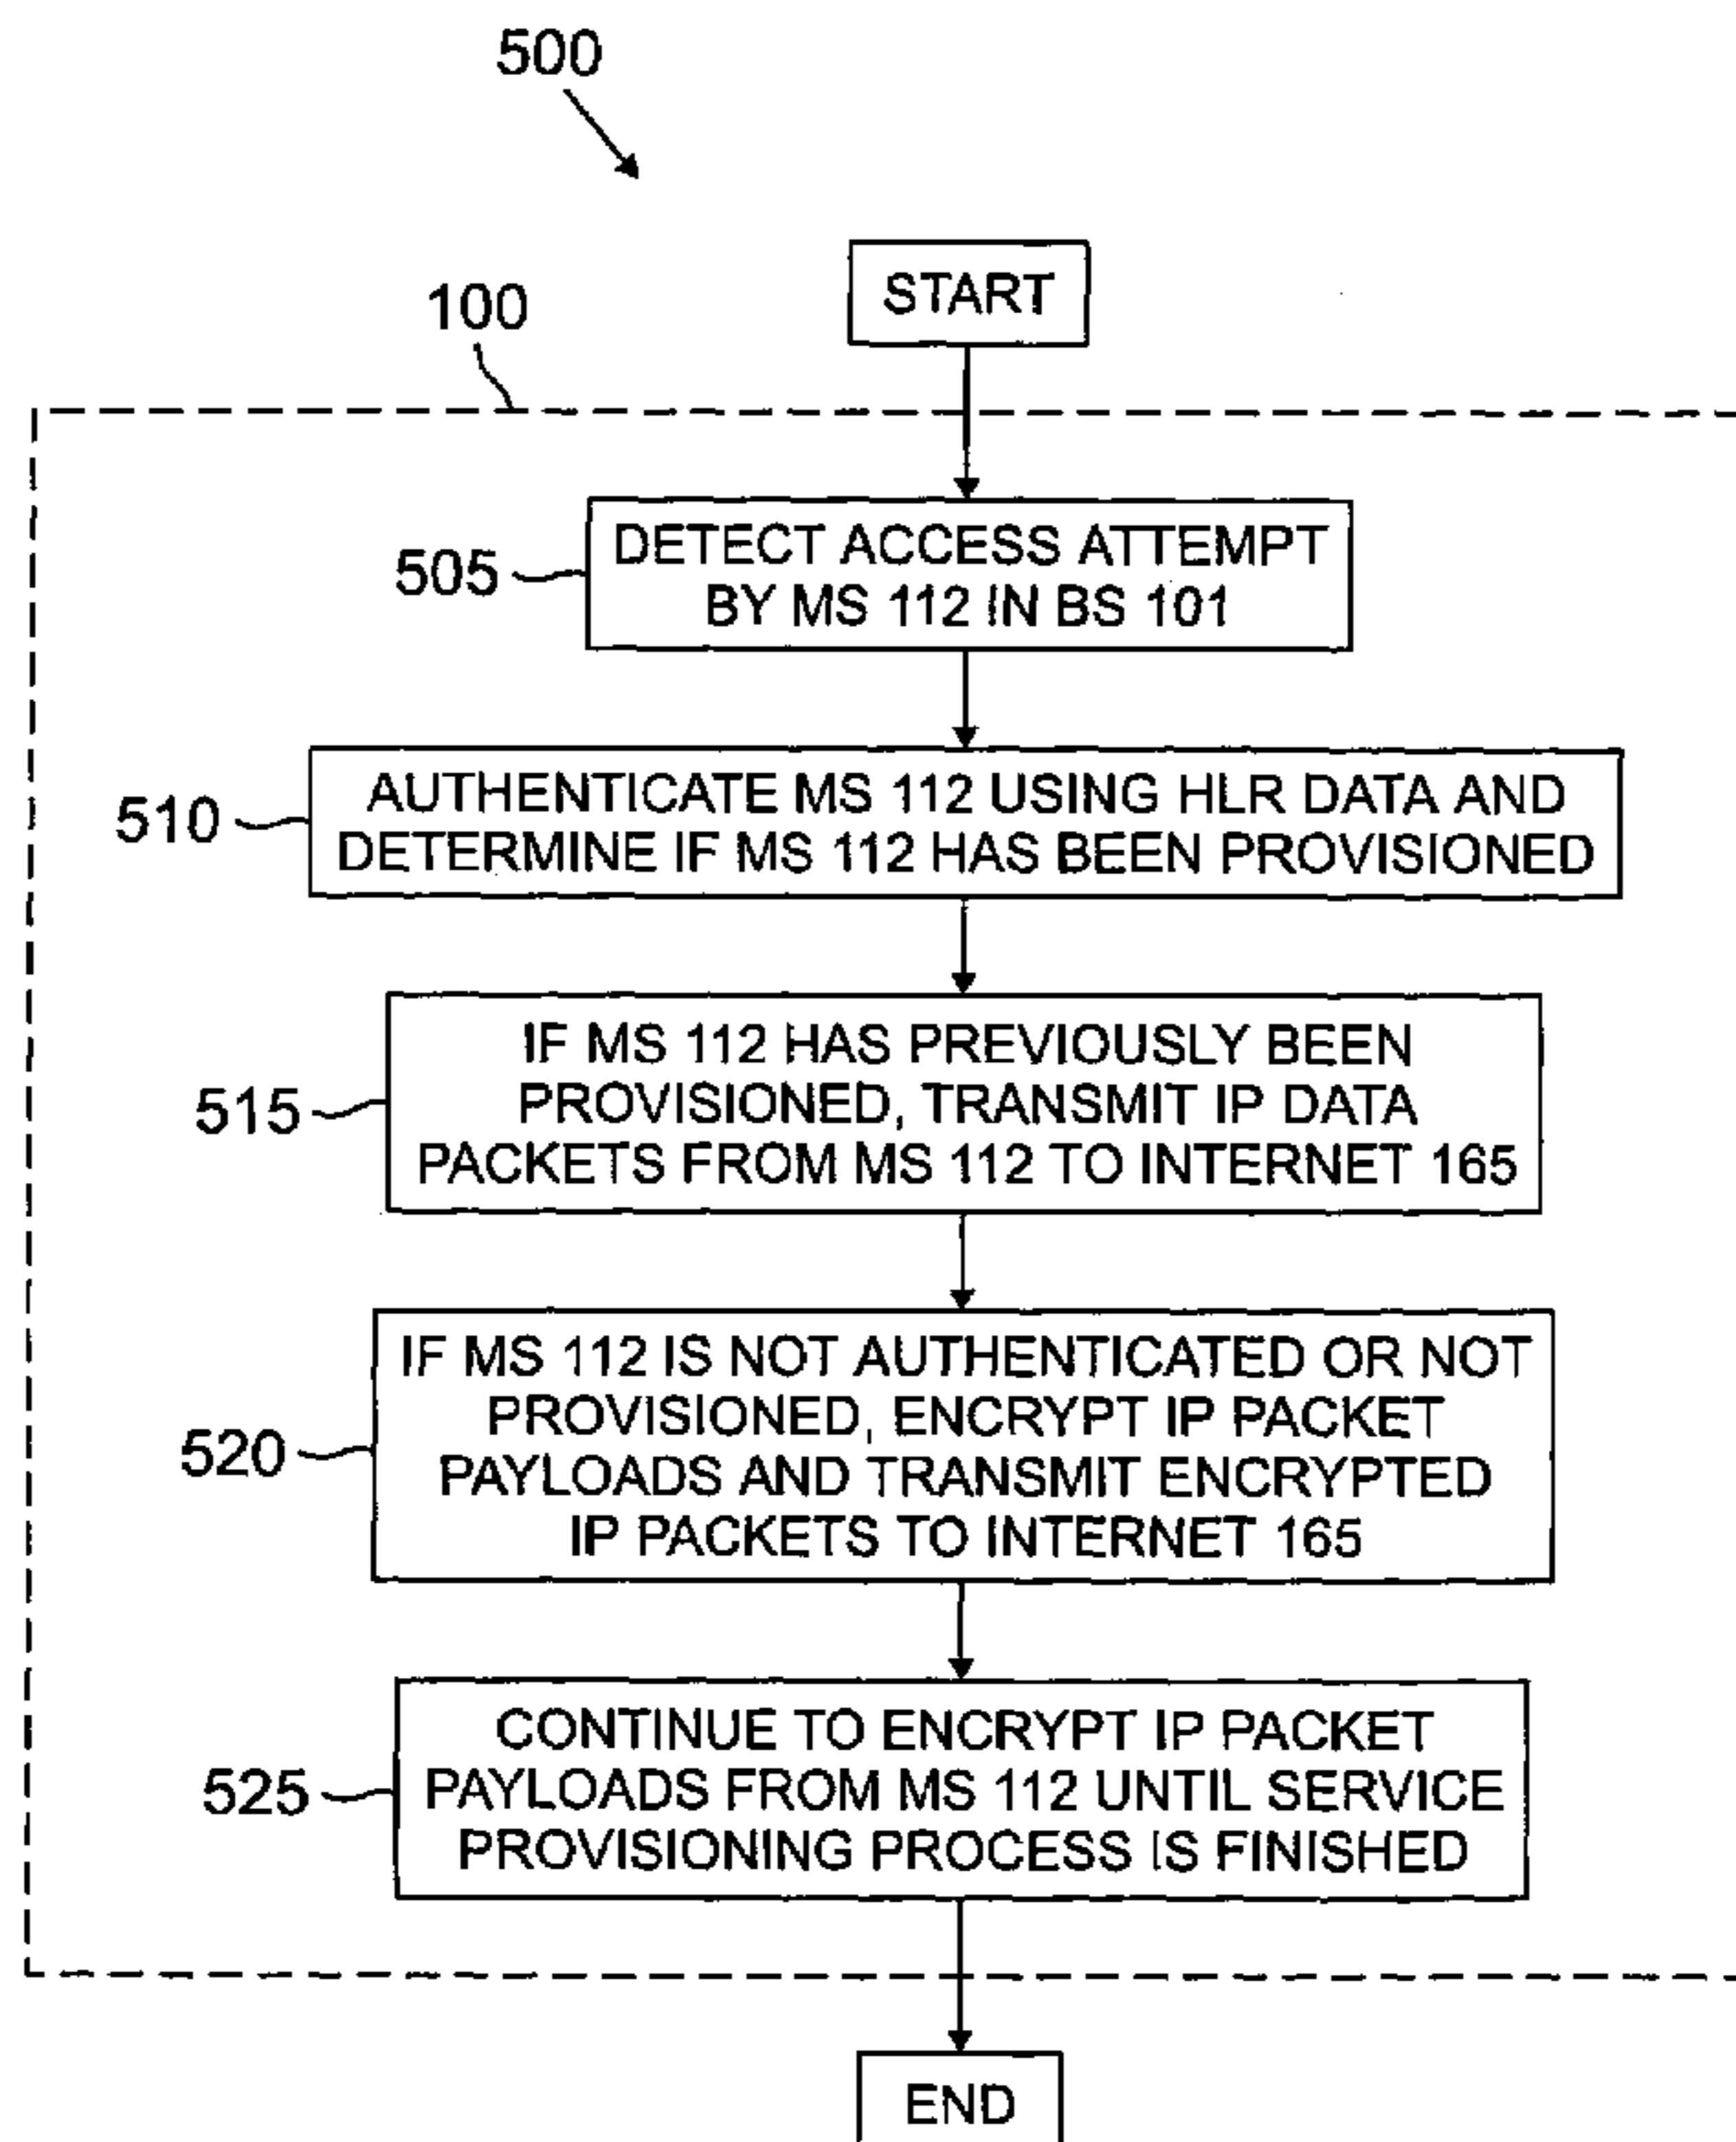 500
START
100
505
DETECT ACCESS ATTEMPT
BY MS 112 IN BS 101
510
AUTHENTICATE MS 112 USING HLR DATA AND
DETERMINE IF MS 112 HAS BEEN PROVISIONED
515
IF MS 112 HAS PREVIOUSLY BEEN
PROVISIONED, TRANSMIT IP DATA
PACKETS FROM MS 112 TO INTERNET 165
520
IF MS 112 IS NOT AUTHENTICATED OR NOT
PROVISIONED, ENCRYPT IP PACKET
PAYLOADS AND TRANSMIT ENCRYPTED
IP PACKETS TO INTERNET 165
525
CONTINUE TO ENCRYPT IP PACKET
PAYLOADS FROM MS 112 UNTIL SERVICE
PROVISIONING PROCESS IS FINISHED
END